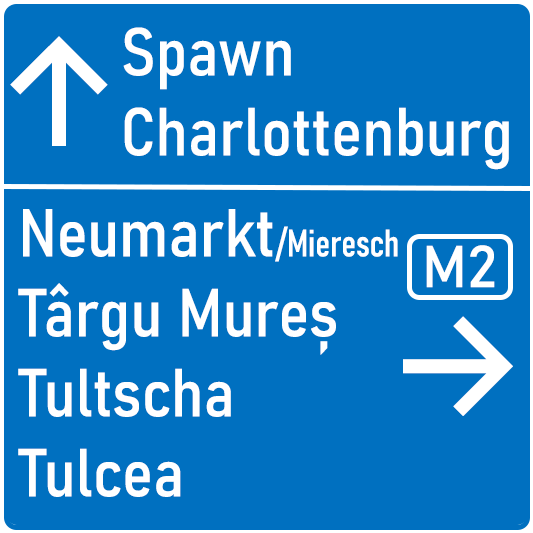 Spawn
Charlottenburg
Neumarkt/Mieresch
M2
Târgu Mureș
Tultscha
Tulcea